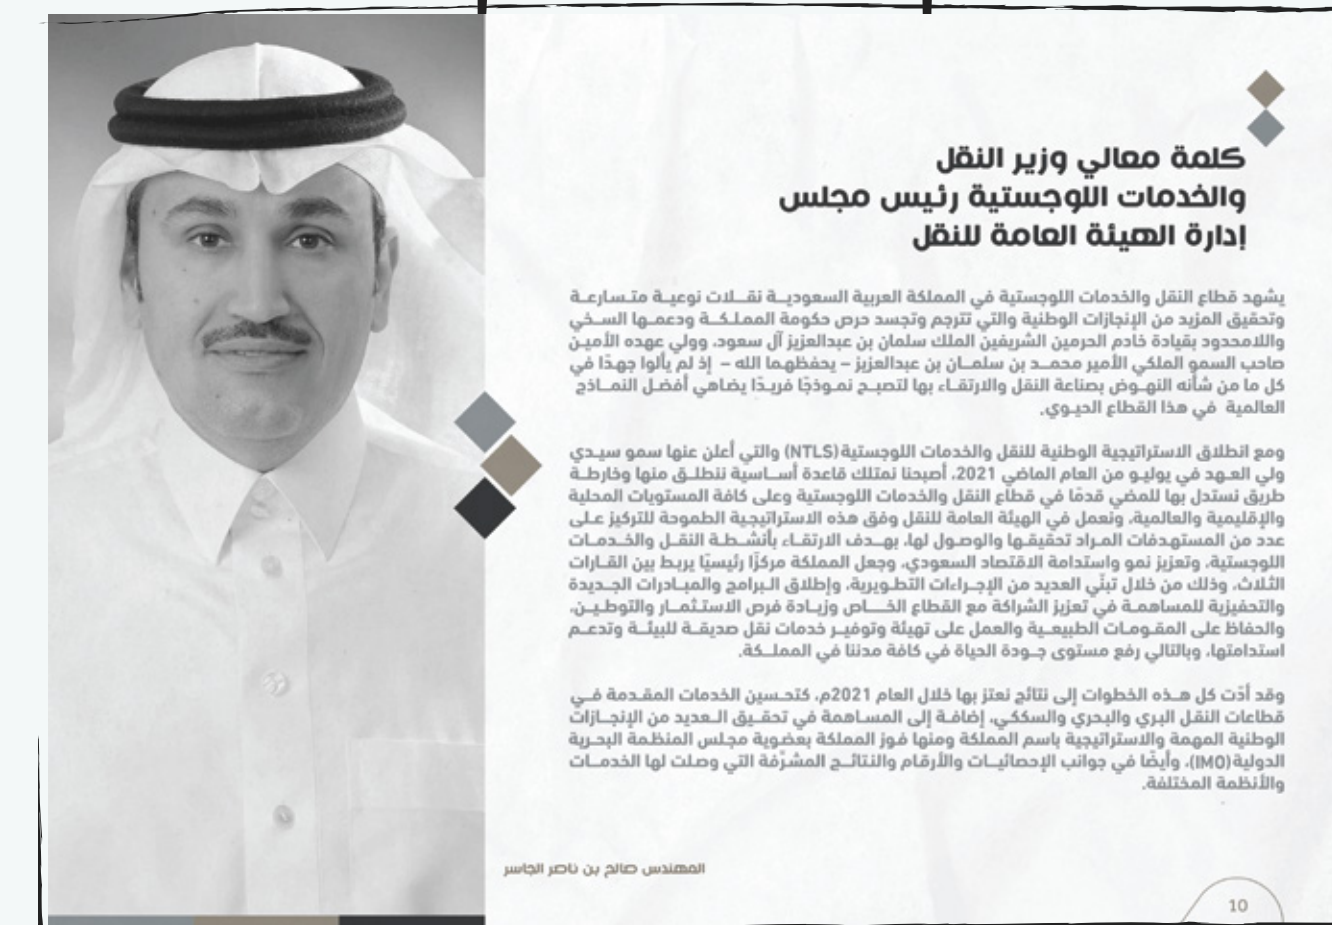 كلمة معالي وزير النقل
والخدمات اللوجستية رئيس مجلس
إدارة الهيئة العامة للنقل
يشهد قطاع النقل والخدمات اللوجستية في المملكة العربية السعودية نقلات نوعية متسارعة
وتحقيق المزيد من الإنجازات الوطنية والتي تترجم وتجسد حرص حكومة المملكة ودعمها السخي
واللامحدود بقيادة خادم الحرمين الشريفين الملك سلمان بن عبدالعزيز آل سعود، وولي عهده الأمين
صاحب السمو الملكي الأمير محمد بن سلمان بن عبدالعزيز – يحفظهما الله – إذ لم يألوا جهدًا في
كل ما من شأنه النهوض بصناعة النقل والارتقاء بها لتصبح نموذجًا فريدًا يضاهي أفضل النماذج
العالمية في هذا القطاع الحيوي.
ومع انطلاق الاستراتيجية الوطنية للنقل والخدمات اللوجستية(NTLS) والتي أعلن عنها سمو سيدي
ولي العهد في يوليو من العام الماضي 2021، أصبحنا نمتلك قاعدة أساسية ننطلق منها وخارطة
طريق نستدل بها للمضي قدمًا في قطاع النقل والخدمات اللوجستية وعلى كافة المستويات المحلية
والإقليمية والعالمية، ونعمل في الهيئة العامة للنقل وفق هذه الاستراتيجية الطموحة للتركيز على
عدد من المستهدفات المراد تحقيقها والوصول لها، بهدف الارتقاء بأنشطة النقل والخدمات
اللوجستية، وتعزيز نمو واستدامة الاقتصاد السعودي، وجعل المملكة مركزًا رئيسيًا يربط بين القارات
الثلاث، وذلك من خلال تبنّي العديد من الإجراءات التطويرية، وإطلاق البرامج والمبادرات الجديدة
والتحفيزية للمساهمة في تعزيز الشراكة مع القطاع الخاص وزيادة فرص الاستثمار والتوطين،
والحفاظ على المقومات الطبيعية والعمل على تهيئة وتوفير خدمات نقل صديقة للبيئة وتدعم
استدامتها، وبالتالي رفع مستوى جودة الحياة في كافة مدننا في المملكة.
وقد أدّت كل هذه الخطوات إلى نتائج نعتز بها خلال العام 2021م، كتحسين الخدمات المقدمة في
قطاعات النقل البري والبحري والسككي، إضافة إلى المساهمة في تحقيق العديد من الإنجازات
الوطنية المهمة والاستراتيجية باسم المملكة ومنها فوز المملكة بعضوية مجلس المنظمة البحرية
الدولية(IMO)، وأيضًا في جوانب الإحصائيات والأرقام والنتائج المشرّفة التي وصلت لها الخدمات
والأنظمة المختلفة.
المهندس صالح بن ناصر الجاسر
10